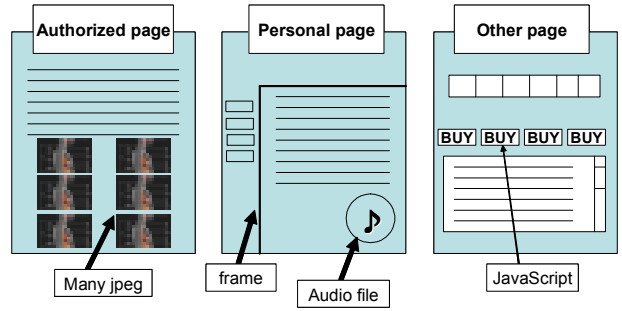 Authorized page
Personal page
Other page
BUY BUY BUY BUY
Many jpeg
frame
Audio file
JavaScript